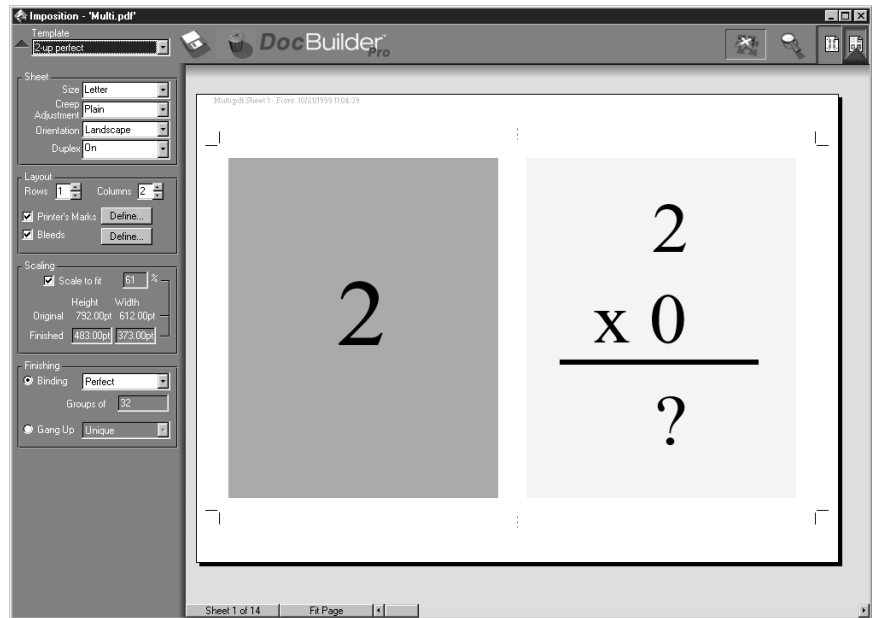 Imposition - 'Multi.pdf'
Template
2-up perfect
DocBuilder Pro
Sheet
Size Letter
Creep Adjustment Plain
Orientation Landscape
Duplex On
Layout
Rows 1 Columns 2
Printer's Marks Define...
Bleeds Define...
Scaling
Scale to fit 61 %
Height Width
Original 792.00pt 612.00pt
Finished 483.00pt 373.00pt
Finishing
Binding Perfect
Groups of 32
Gang Up Unique
Multi.pdf Sheet 1 - Front 10/21/1999 11:04:39
2
2
x 0
?
Sheet 1 of 14 Fit Page